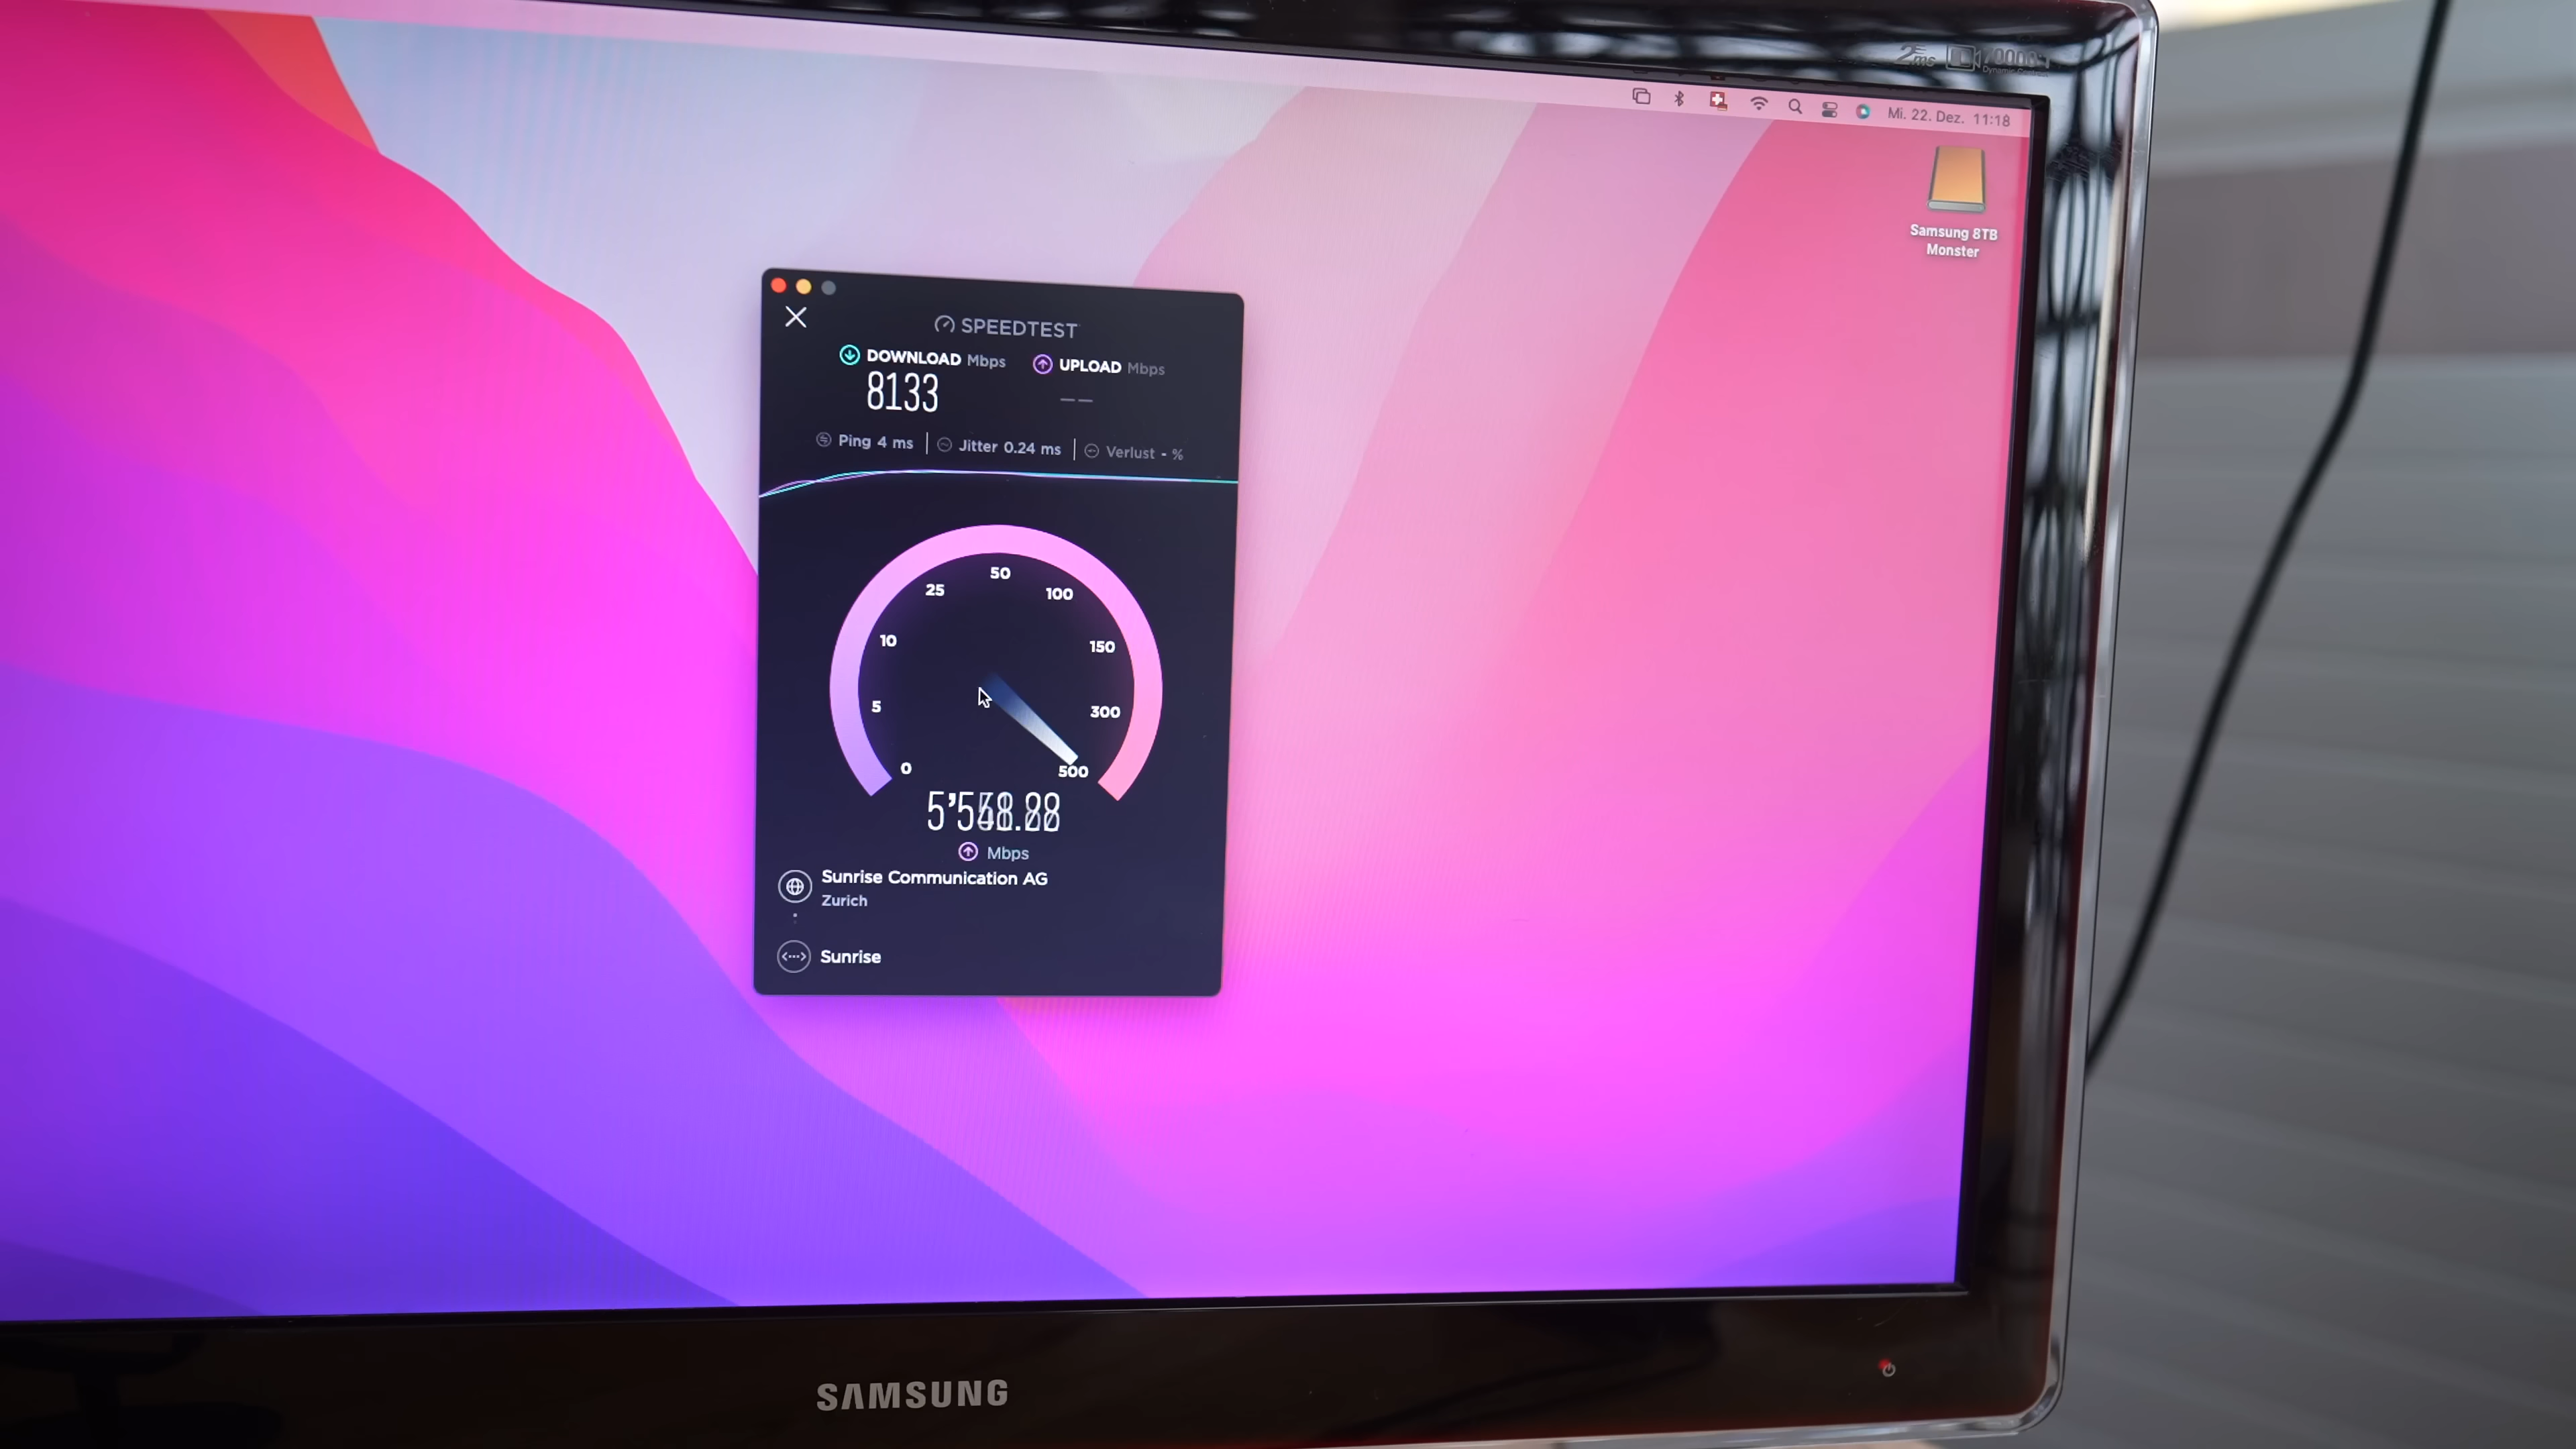 2ms
Mi. 22. Dez. 11:18
Samsung 8TB
Monster
SPEEDTEST
DOWNLOAD Mbps
UPLOAD Mbps
8133
--
Ping 4 ms
Jitter 0.24 ms
Verlust - %
0
5
10
25
50
100
150
300
500
Mbps
Sunrise Communication AG
Zurich
Sunrise
SAMSUNG